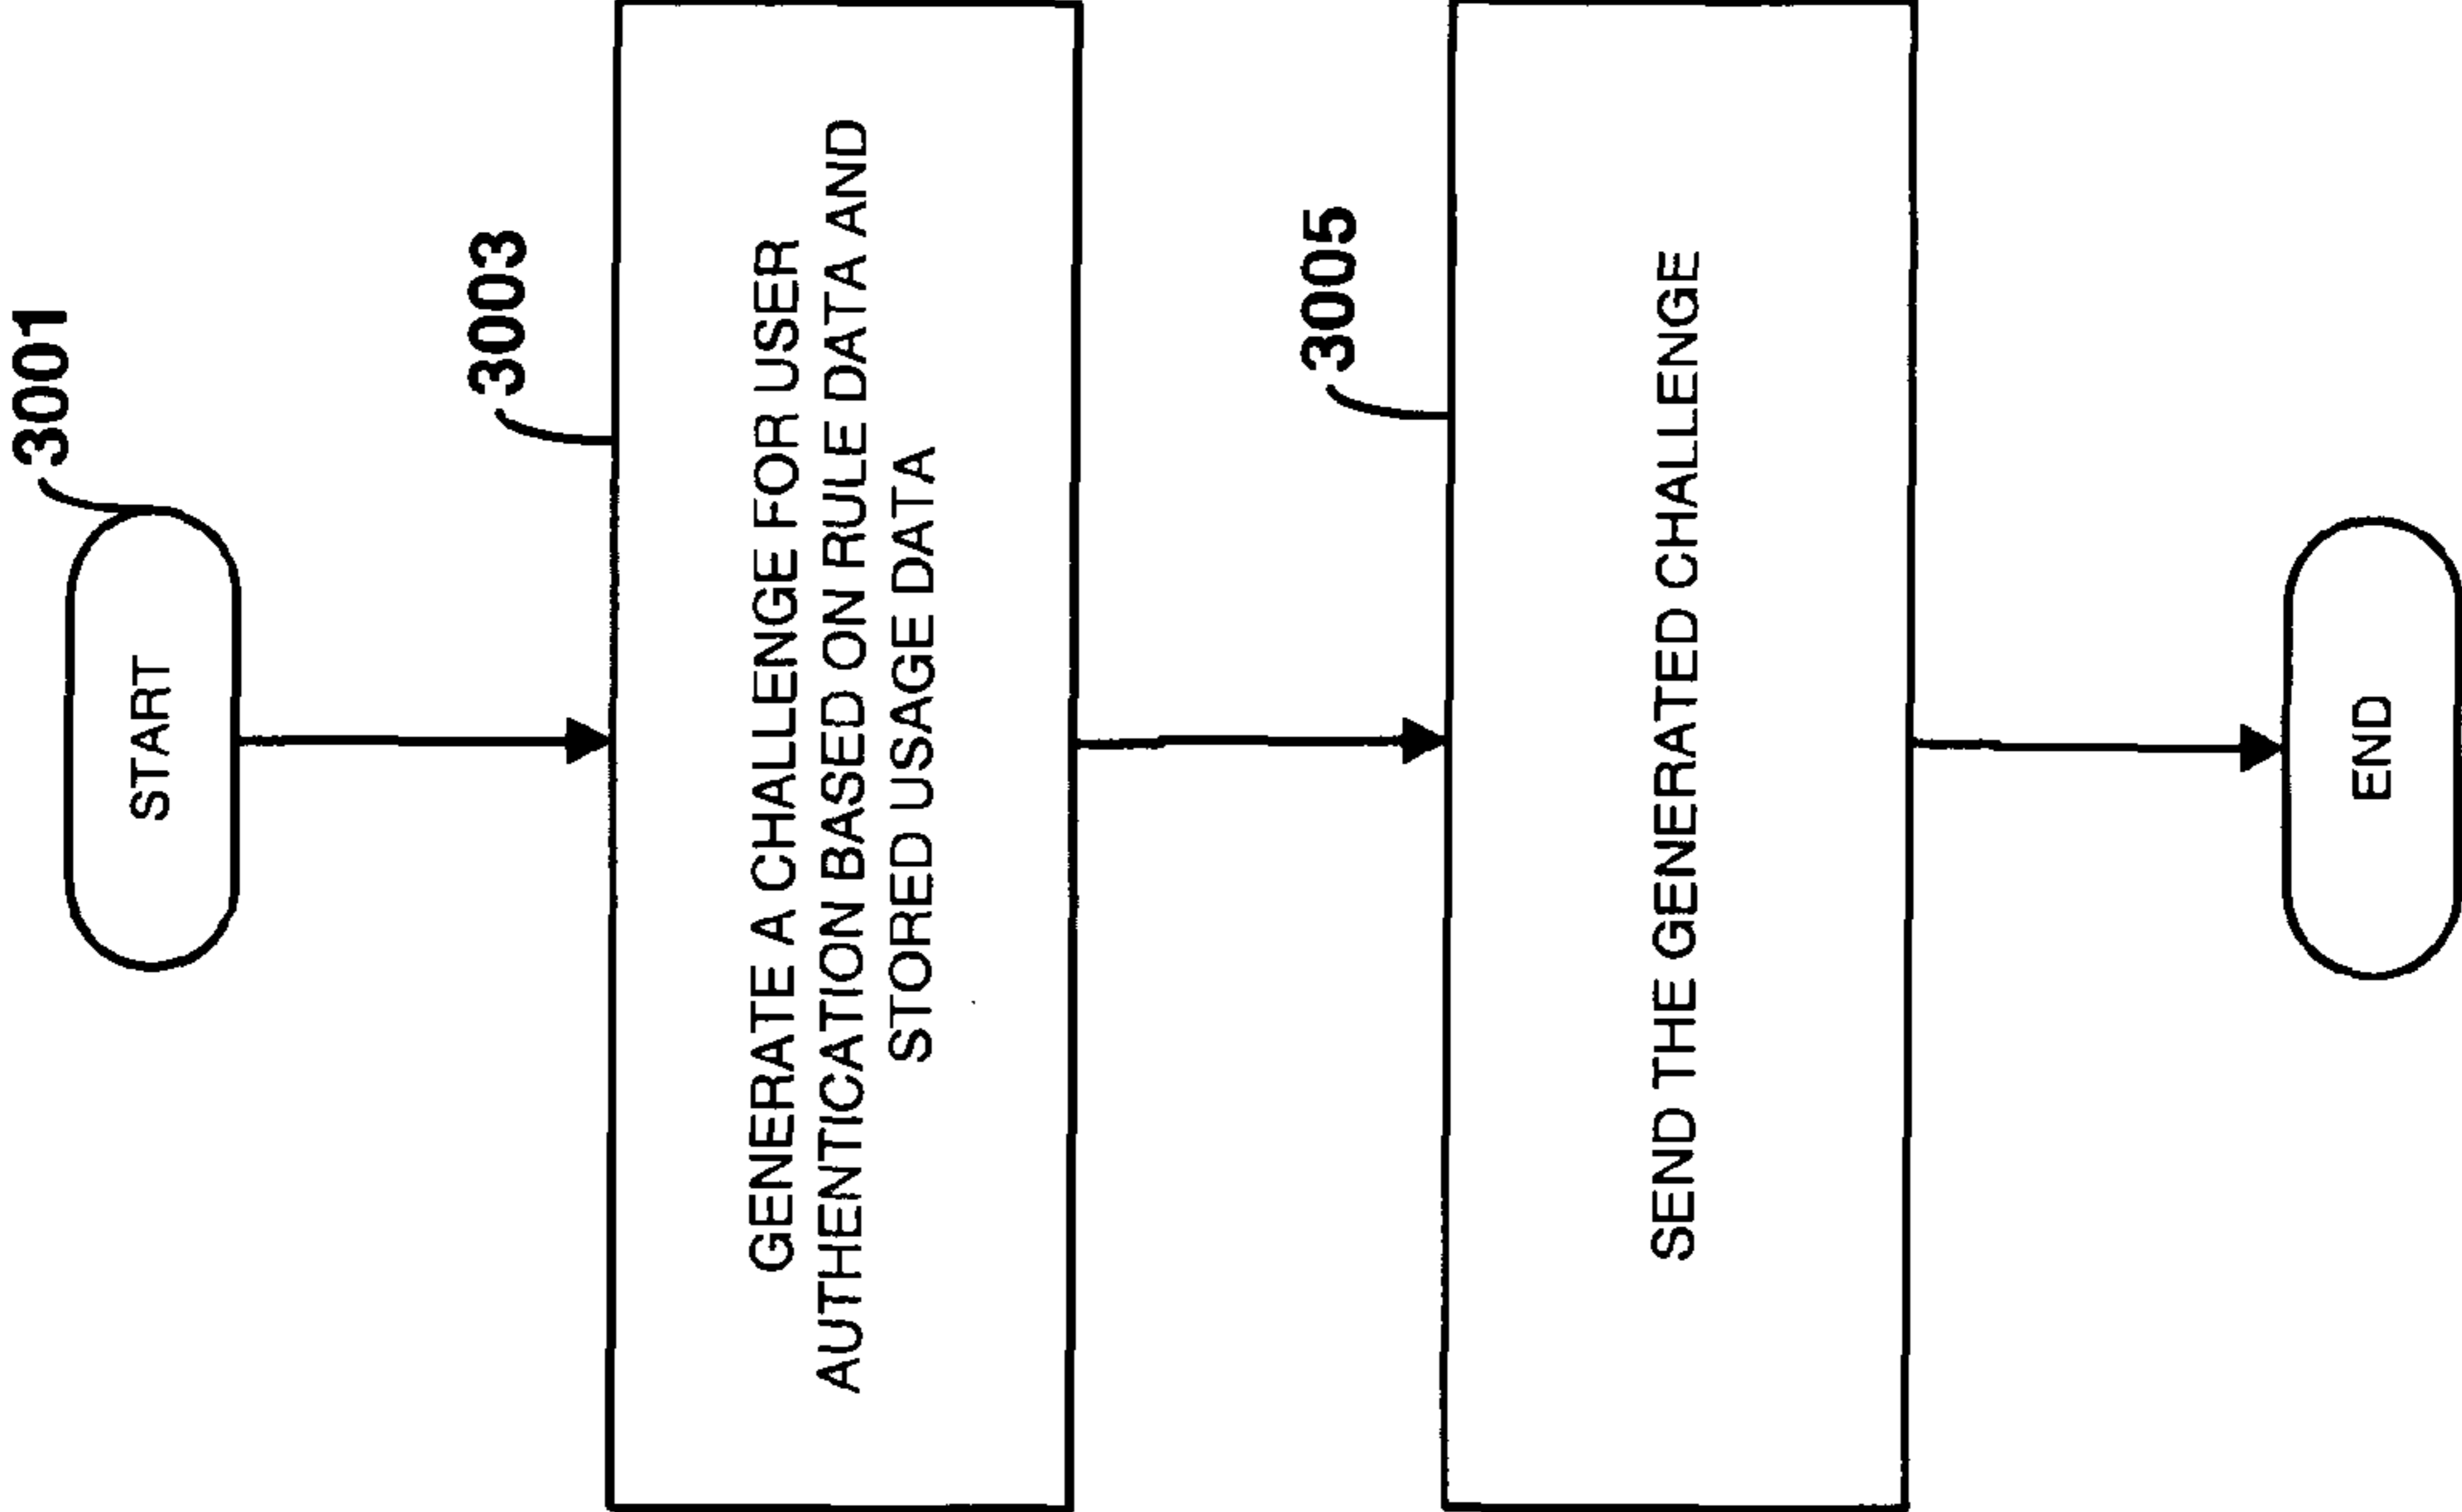 3001
START
3003
GENERATE A CHALLENGE FOR USER
AUTHENTICATION BASED ON RULE DATA AND
STORED USAGE DATA
3005
SEND THE GENERATED CHALLENGE
END